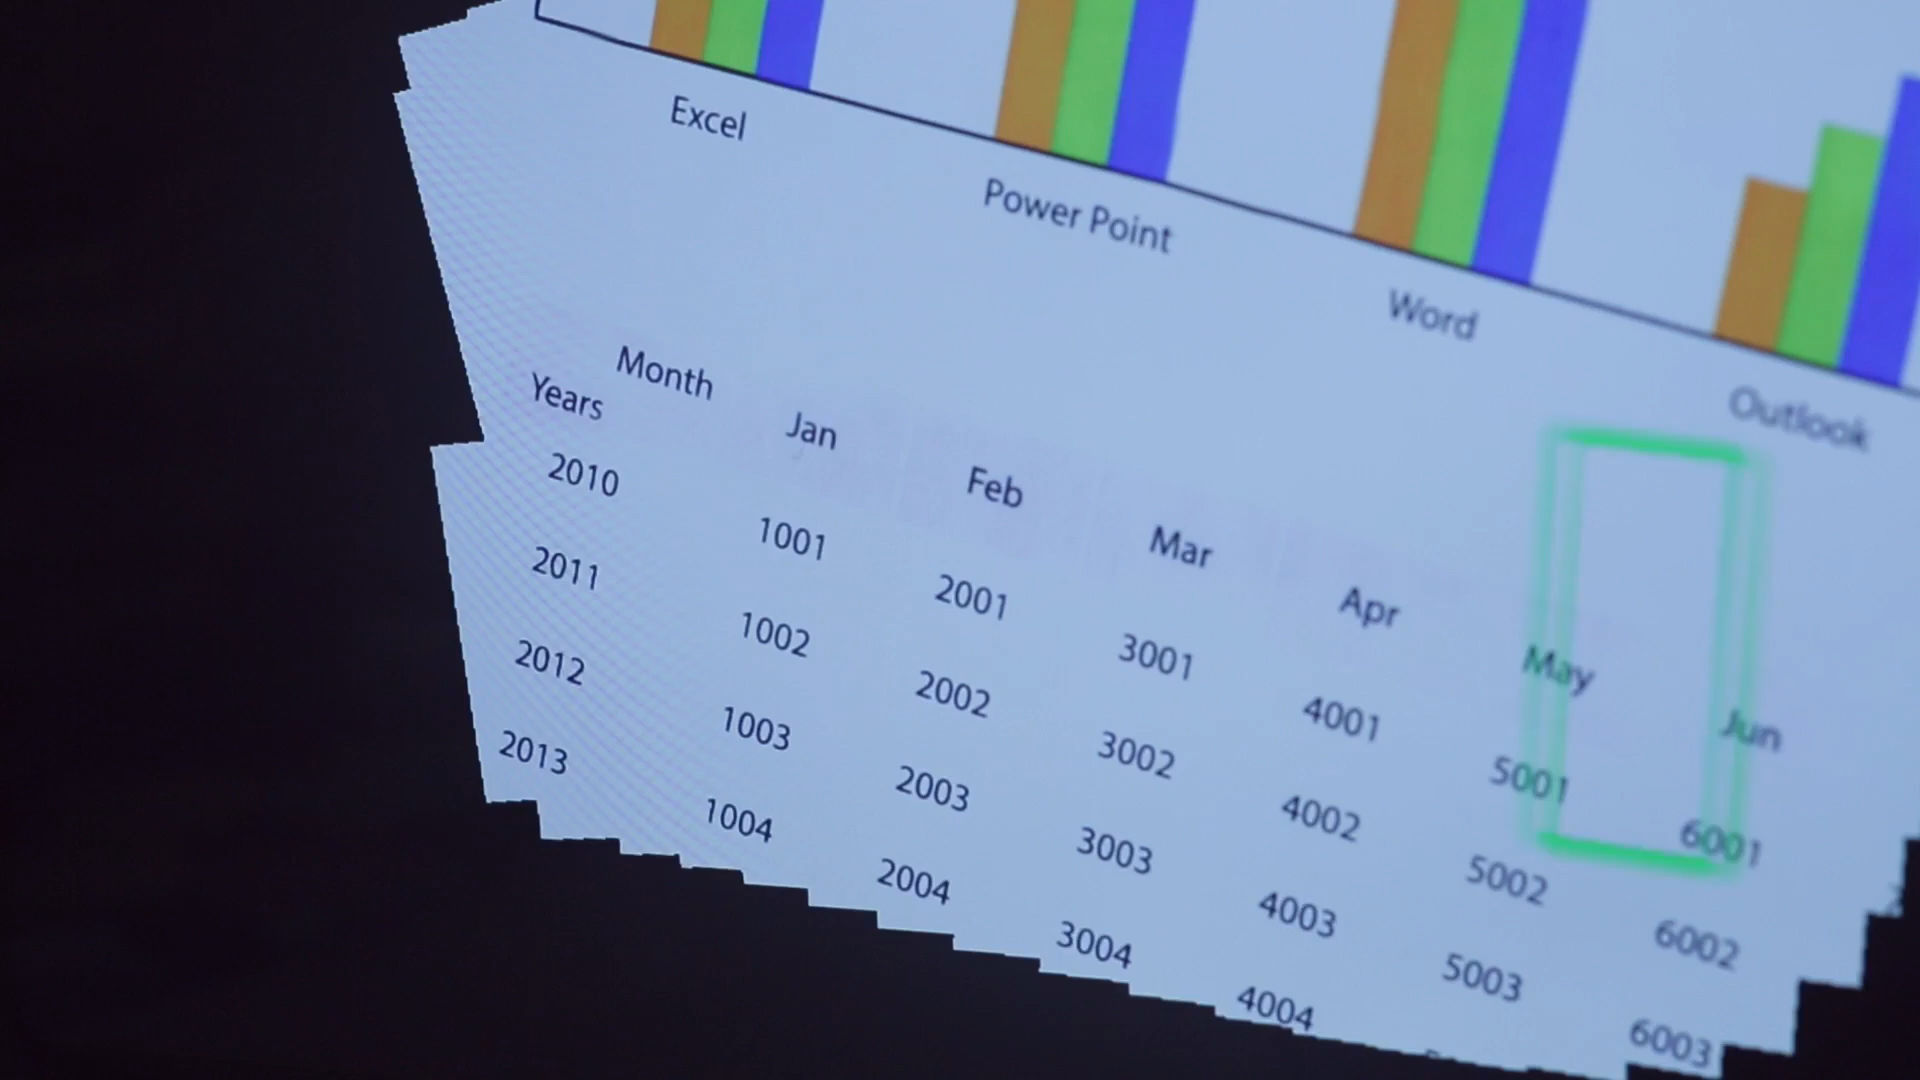 Excel
Power Point
Word
Outlook
Month
Years Jan Feb Mar Apr May Jun
2010 1001 2001 3001 4001 5001 6001
2011 1002 2002 3002 4002 5002 6002
2012 1003 2003 3003 4003 5003 6003
2013 1004 2004 3004 4004